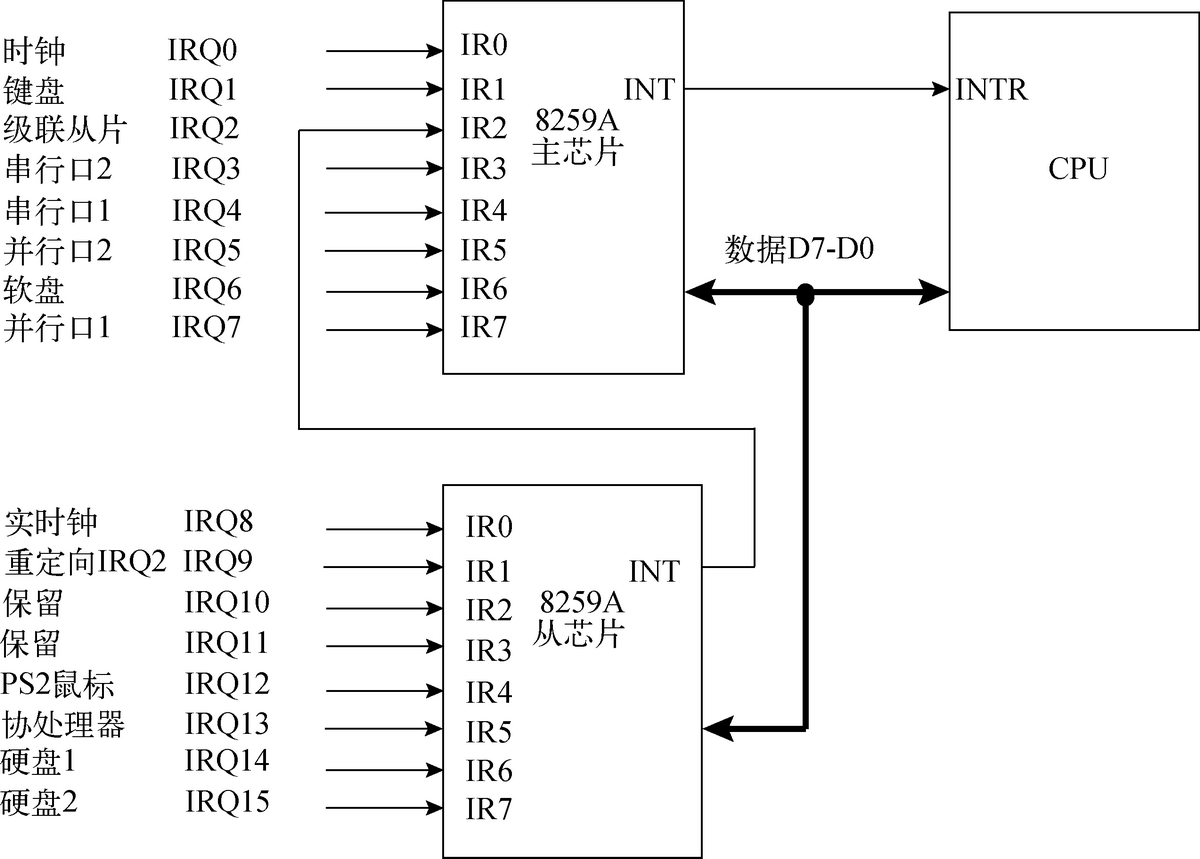 时钟 IRQ0 IR0
键盘 IRQ1 IR1 INT INTR
级联从片 IRQ2 IR2 8259A
主芯片
串行口2 IRQ3 IR3 CPU
串行口1 IRQ4 IR4
并行口2 IRQ5 IR5 数据D7-D0
软盘 IRQ6 IR6
并行口1 IRQ7 IR7
实时钟 IRQ8 IR0
重定向IRQ2 IRQ9 IR1 INT
保留 IRQ10 IR2 8259A
从芯片
保留 IRQ11 IR3
PS2鼠标 IRQ12 IR4
协处理器 IRQ13 IR5
硬盘1 IRQ14 IR6
硬盘2 IRQ15 IR7